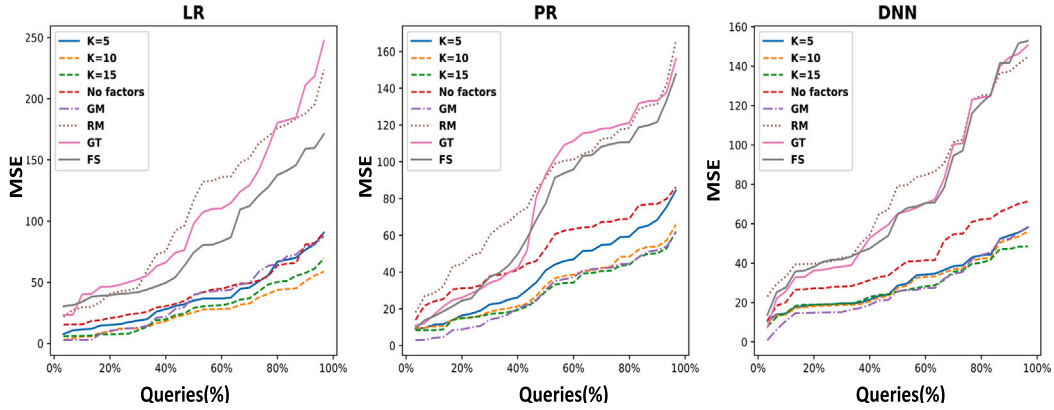 LR
MSE
250
200
150
100
50
0
K=5
K=10
K=15
No factors
GM
RM
GT
FS
0% 20% 40% 60% 80% 100%
Queries(%)
PR
MSE
160
140
120
100
80
60
40
20
0
K=5
K=10
K=15
No factors
GM
RM
GT
FS
0% 20% 40% 60% 80% 100%
Queries(%)
DNN
MSE
160
140
120
100
80
60
40
20
0
K=5
K=10
K=15
No factors
GM
RM
GT
FS
0% 20% 40% 60% 80% 100%
Queries(%)